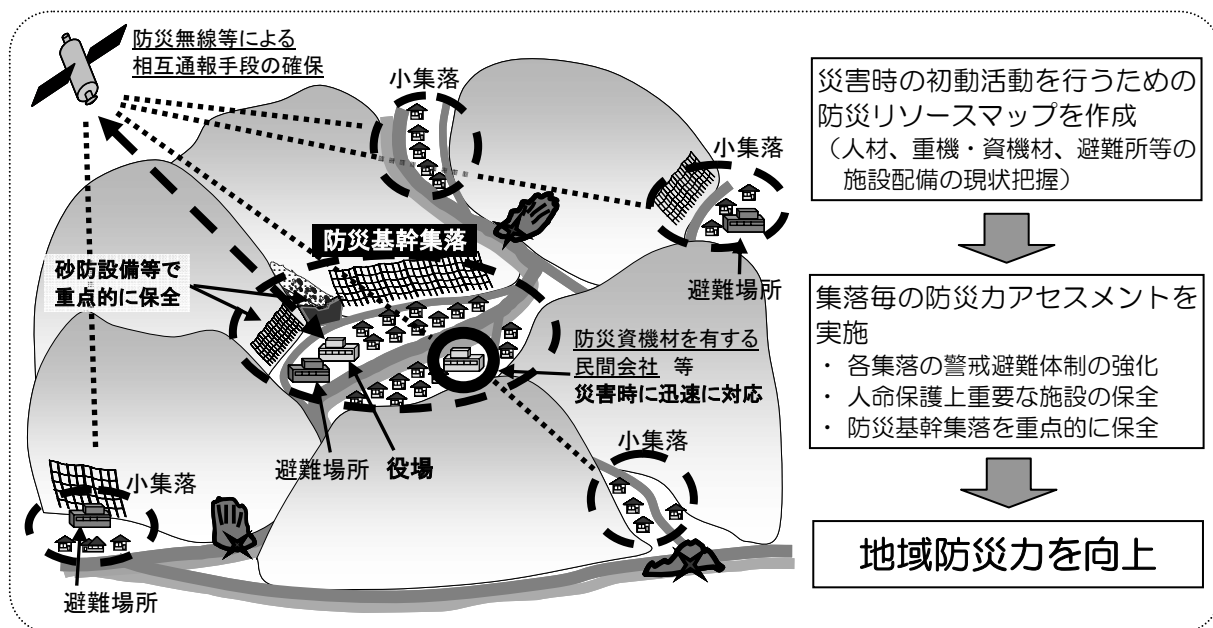 防災無線等による
相互通報手段の確保
小集落
小集落
防災基幹集落
砂防設備等で
重点的に保全
避難場所
防災資機材を有する
民間会社 等
災害時に迅速に対応
避難場所
役場
小集落
小集落
避難場所
災害時の初動活動を行うための
防災リソースマップを作成
（人材、重機・資機材、避難所等の
施設配備の現状把握）
集落毎の防災力アセスメントを
実施
・ 各集落の警戒避難体制の強化
・ 人命保護上重要な施設の保全
・ 防災基幹集落を重点的に保全
地域防災力を向上